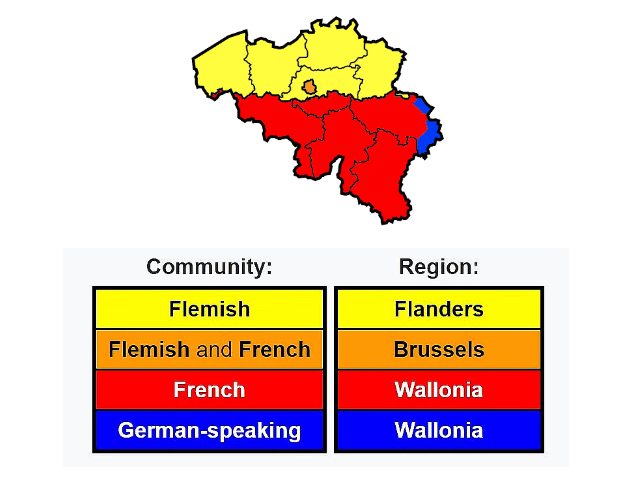 Community: Region:
Flemish Flanders
Flemish and French Brussels
French Wallonia
German-speaking Wallonia